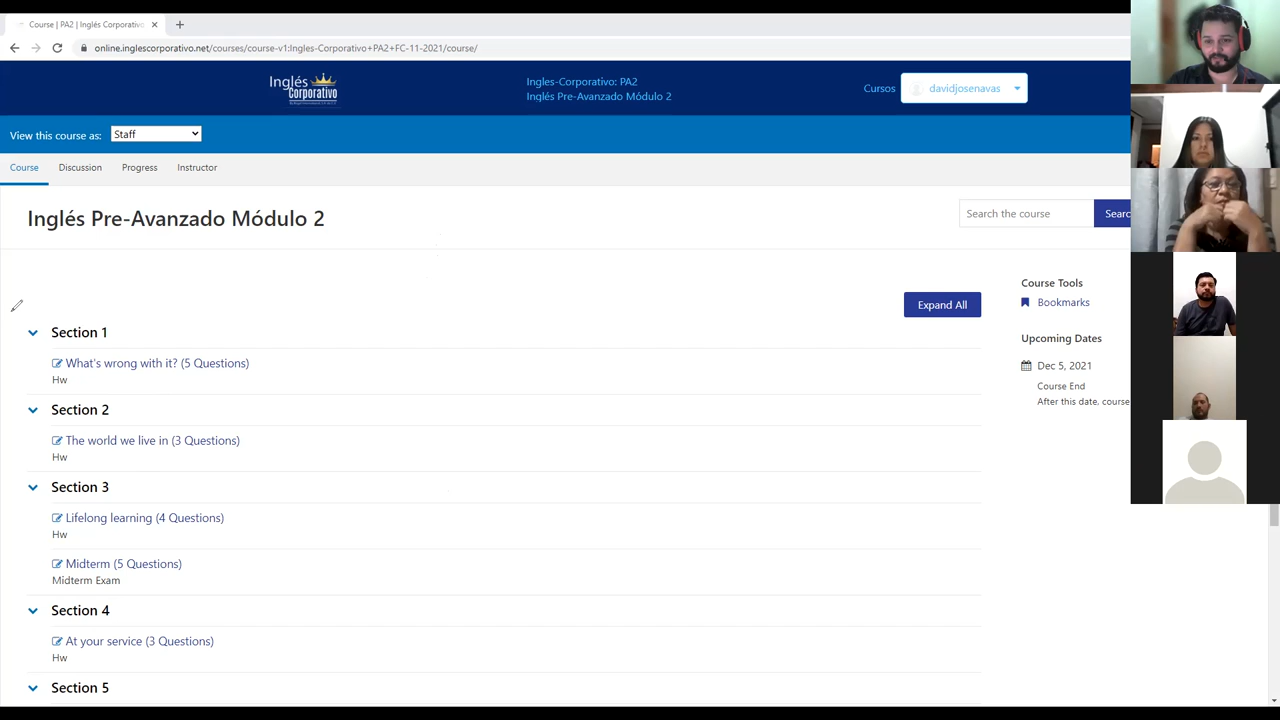 Course | PA2 | Inglés Corporativo
online.inglescorporativo.net/courses/course-v1:Ingles-Corporativo+PA2+FC-11-2021/course/
Inglés
Corporativo
Ingles-Corporativo: PA2
Inglés Pre-Avanzado Módulo 2
Cursos
davidjosenavas
View this course as:
Staff
Course
Discussion
Progress
Instructor
Inglés Pre-Avanzado Módulo 2
Search the course
Searc
Expand All
Course Tools
Bookmarks
Upcoming Dates
Dec 5, 2021
Course End
After this date, course
Section 1
What's wrong with it? (5 Questions)
Hw
Section 2
The world we live in (3 Questions)
Hw
Section 3
Lifelong learning (4 Questions)
Hw
Midterm (5 Questions)
Midterm Exam
Section 4
At your service (3 Questions)
Hw
Section 5